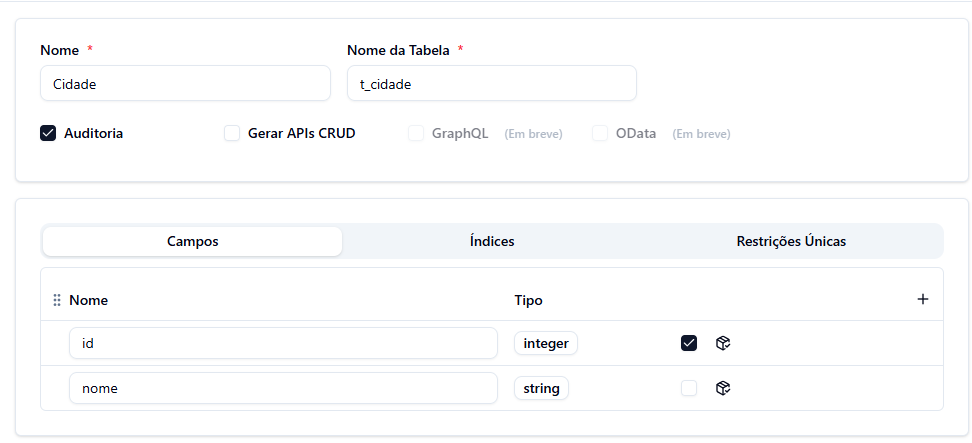 Nome * Nome da Tabela *
Cidade t_cidade
Auditoria Gerar APIs CRUD GraphQL (Em breve) OData (Em breve)
Campos Índices Restrições Únicas
Nome Tipo +
id integer
nome string